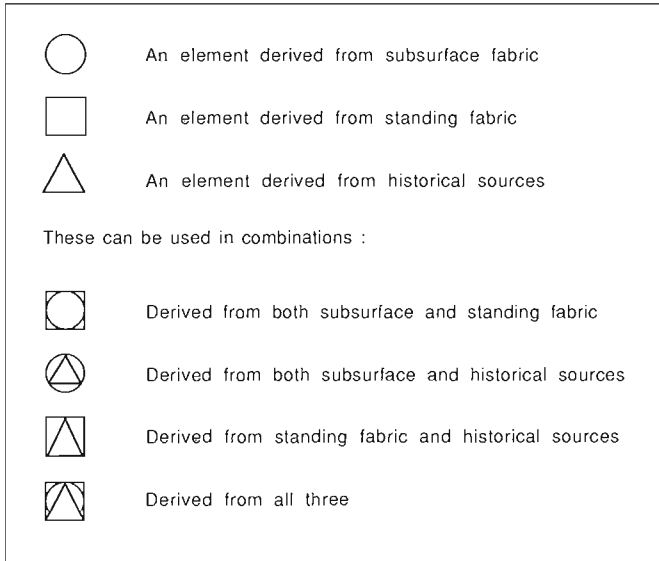 An element derived from subsurface fabric
An element derived from standing fabric
An element derived from historical sources
These can be used in combinations :
Derived from both subsurface and standing fabric
Derived from both subsurface and historical sources
Derived from standing fabric and historical sources
Derived from all three